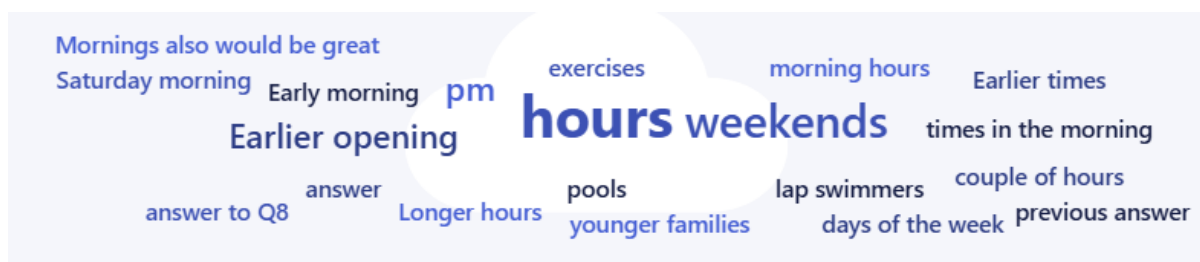 Mornings also would be great
Saturday morning
Early morning
pm
exercises
morning hours
Earlier times
Earlier opening
hours
weekends
times in the morning
answer to Q8
answer
Longer hours
pools
younger families
lap swimmers
days of the week
couple of hours
previous answer